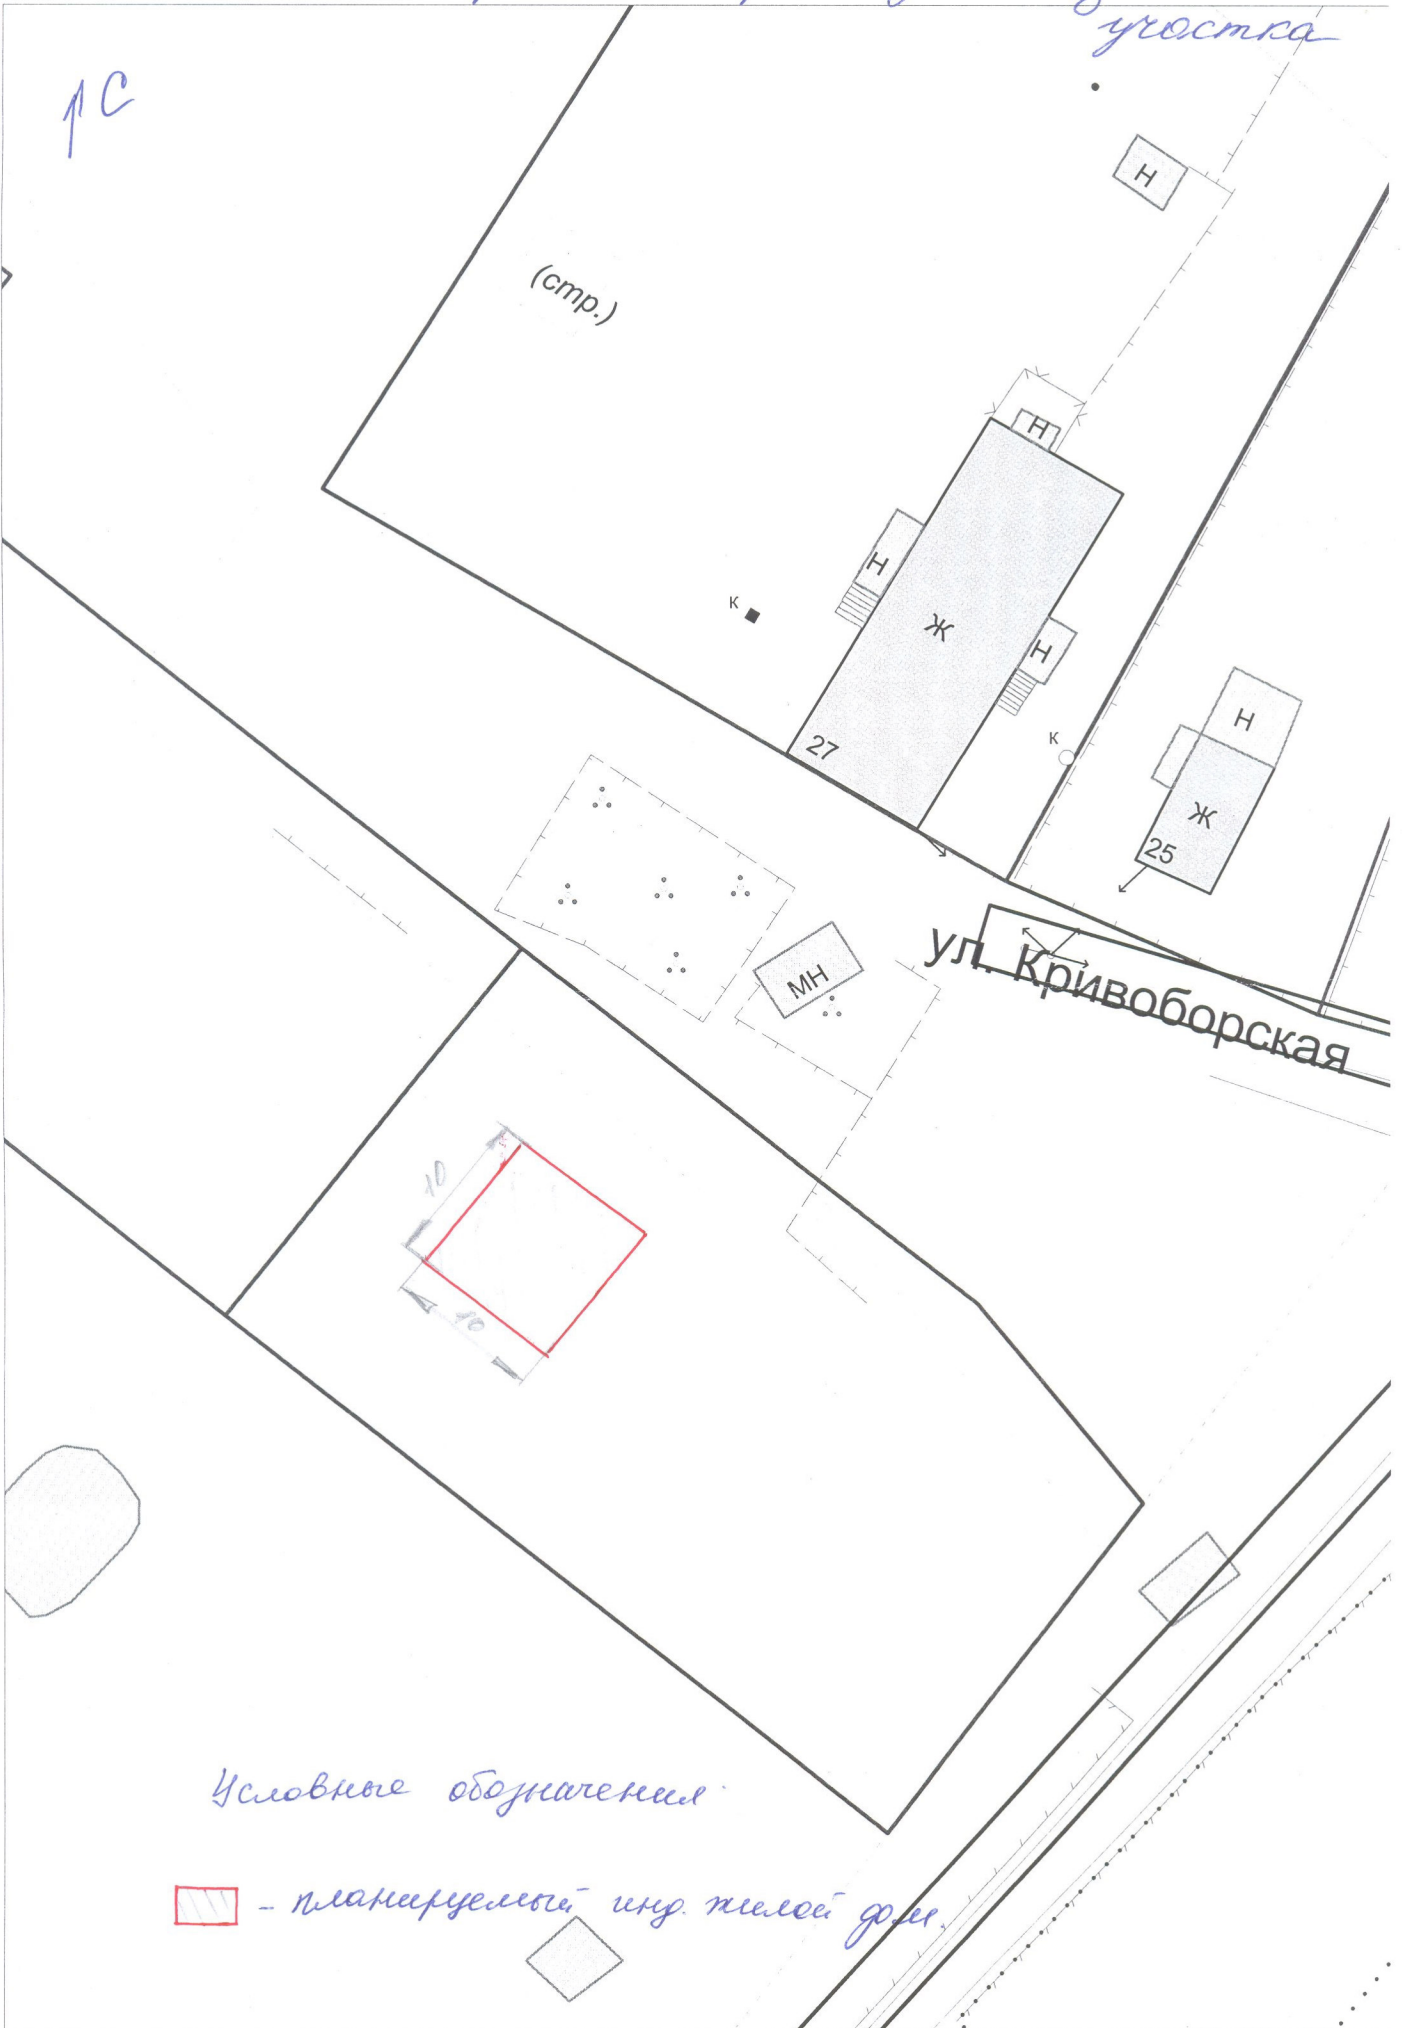 участка
С
Н
(стр.)
Н
Н
к
Ж
Н
Н
27
к
Ж
25
ул. Кривоборская
МН
10
10
Условные обозначения
- планируемый инд. жилой дом.